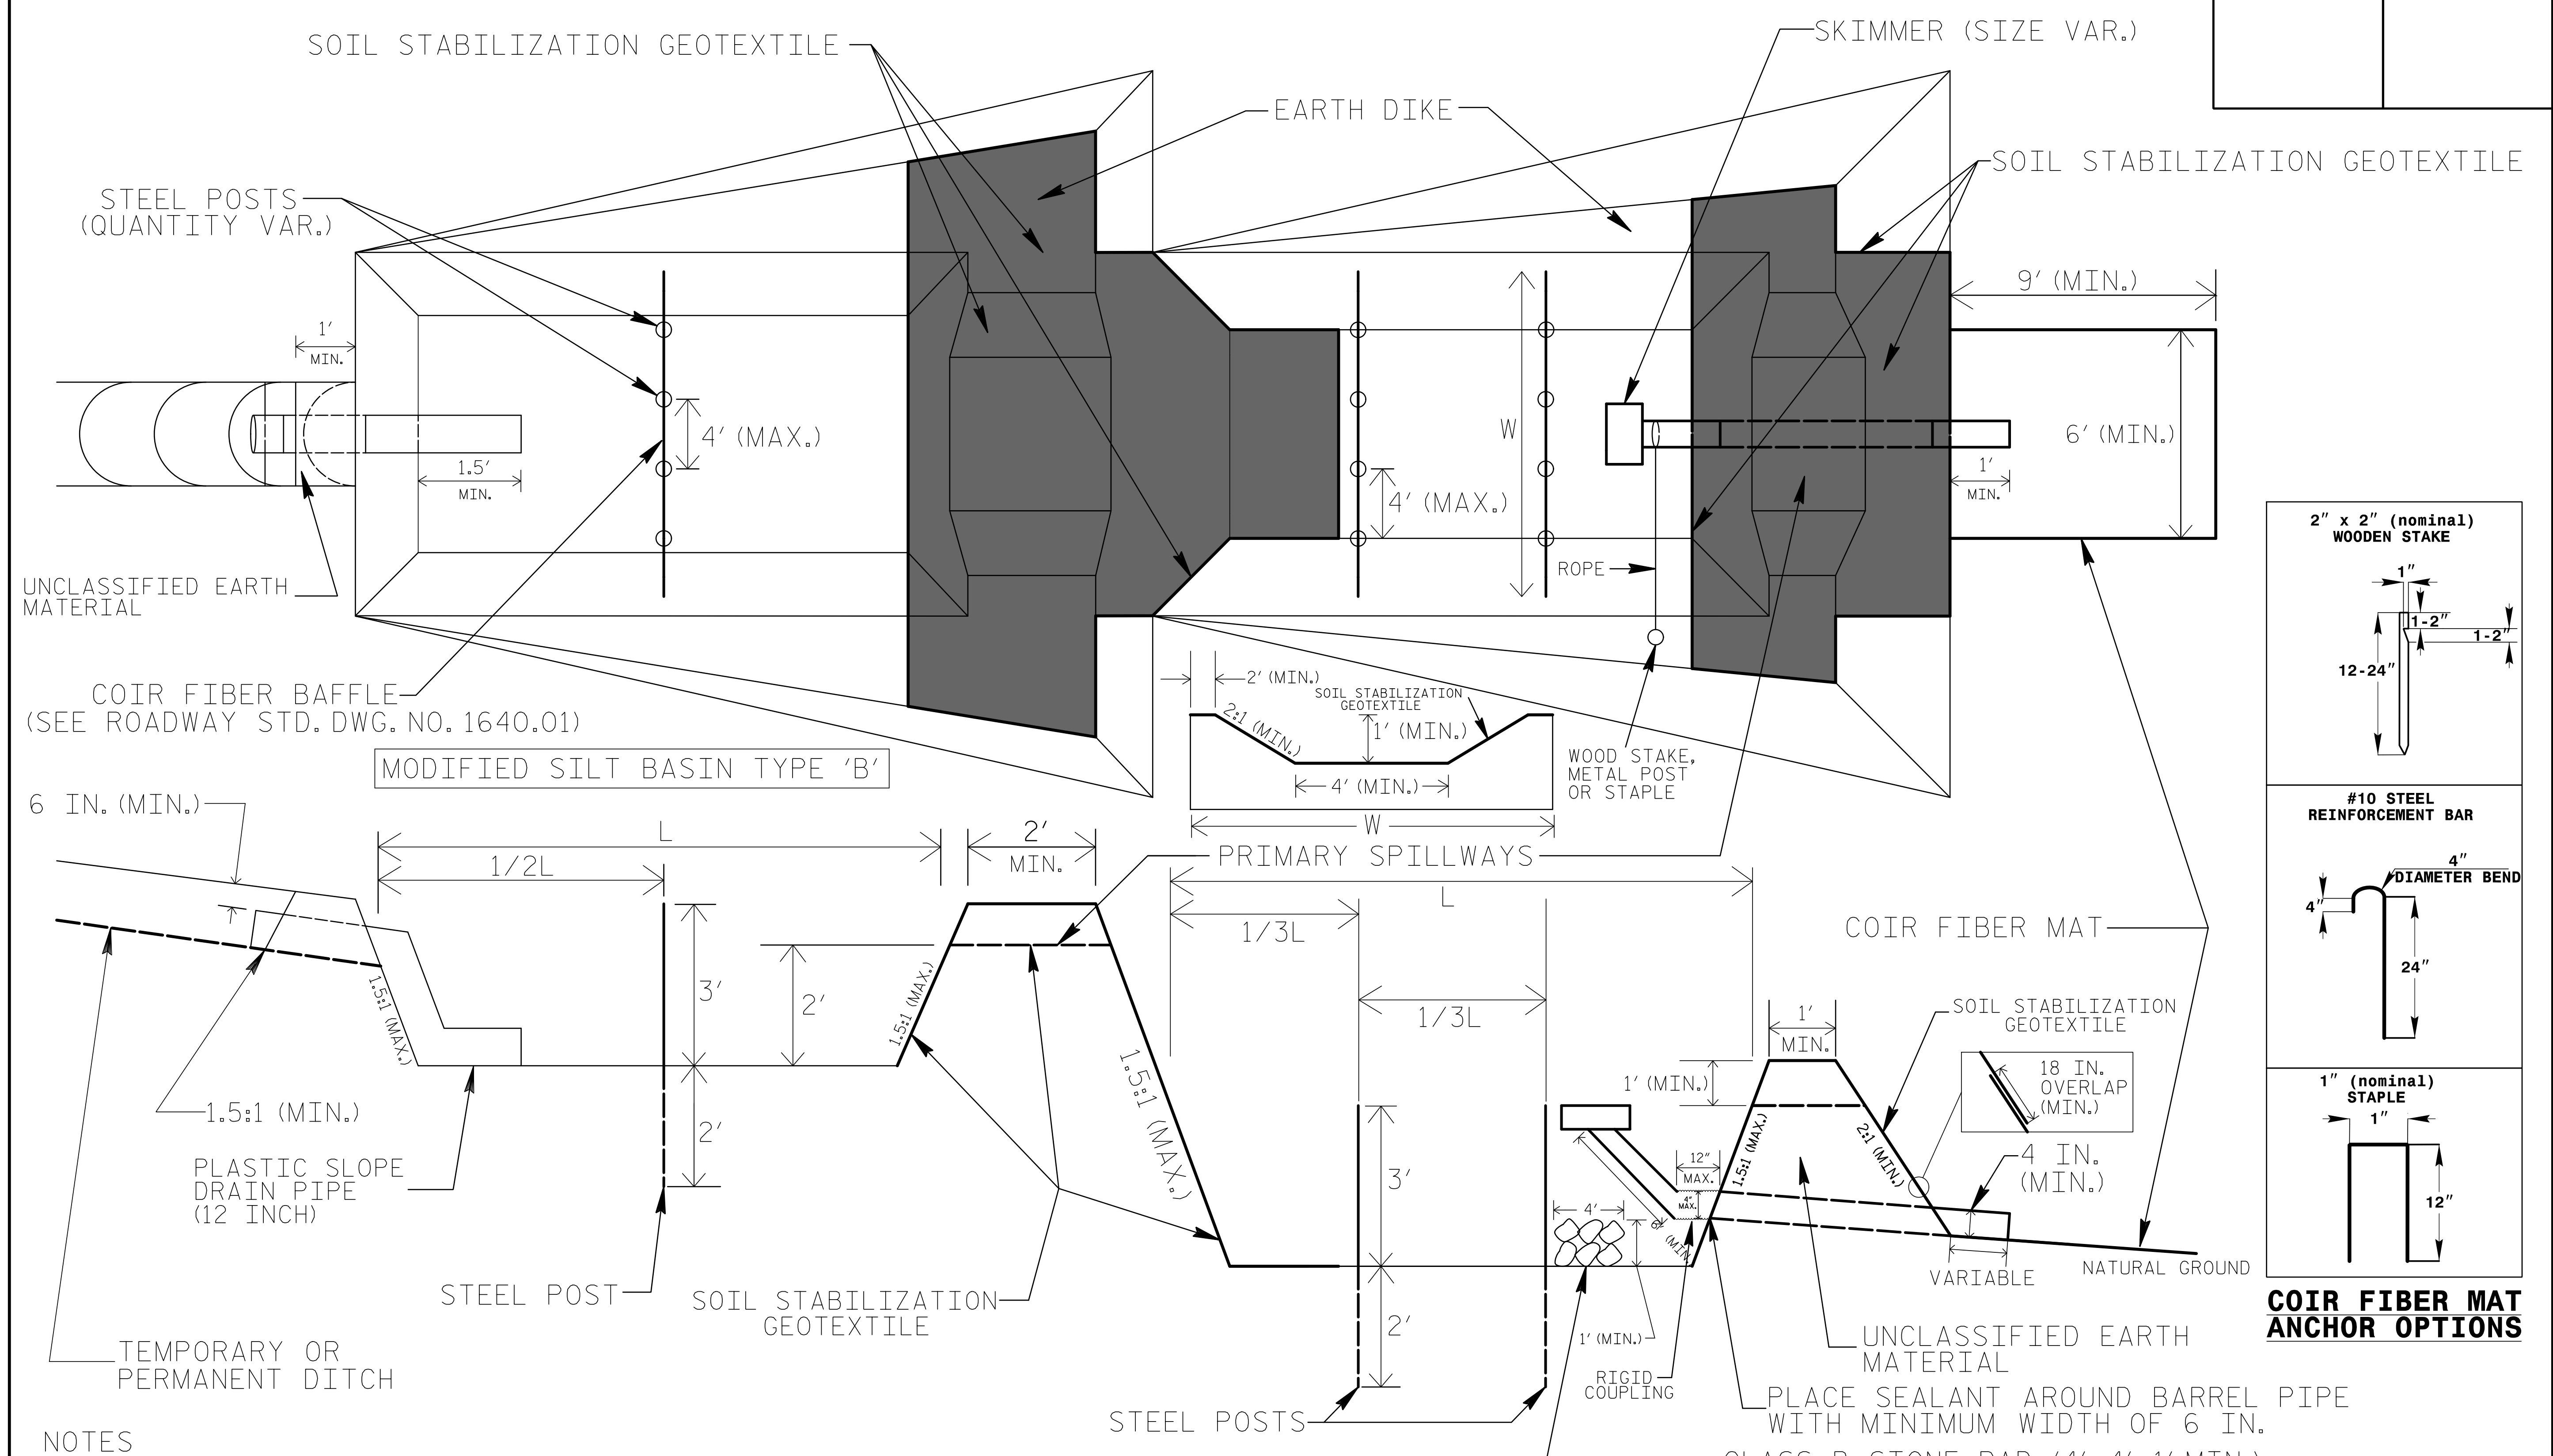 SOIL STABILIZATION GEOTEXTILE
SKIMMER (SIZE VAR.)
EARTH DIKE
SOIL STABILIZATION GEOTEXTILE
STEEL POSTS
(QUANTITY VAR.)
9' (MIN.)
1'
MIN.
4' (MAX.)
W
6' (MIN.)
1.5'
MIN.
1'
MIN.
4' (MAX.)
2" x 2" (nominal)
WOODEN STAKE
1"
1-2"
1-2"
12-24"
ROPE
UNCLASSIFIED EARTH
MATERIAL
COIR FIBER BAFFLE
(SEE ROADWAY STD. DWG. NO. 1640.01)
2' (MIN.)
SOIL STABILIZATION
GEOTEXTILE
2:1 (MIN.)
1' (MIN.)
4' (MIN.)
W
WOOD STAKE,
METAL POST
OR STAPLE
MODIFIED SILT BASIN TYPE 'B'
6 IN. (MIN.)
L
2'
MIN.
1/2L
PRIMARY SPILLWAYS
L
1/3L
#10 STEEL
REINFORCEMENT BAR
4"
DIAMETER BEND
4"
24"
COIR FIBER MAT
1.5:1 (MAX.)
3'
2'
1.5:1 (MAX.)
1/3L
1'
MIN.
SOIL STABILIZATION
GEOTEXTILE
1' (MIN.)
18 IN.
OVERLAP
(MIN.)
1.5:1 (MIN.)
2'
1.5:1 (MAX.)
1.5:1 (MAX.)
2:1 (MIN.)
1" (nominal)
STAPLE
1"
12"
PLASTIC SLOPE
DRAIN PIPE
(12 INCH)
3'
12"
MAX.
4"
MAX.
4'
6' (MIN.
4 IN.
(MIN.)
VARIABLE
NATURAL GROUND
STEEL POST
SOIL STABILIZATION
GEOTEXTILE
2'
1' (MIN.)
RIGID
COUPLING
UNCLASSIFIED EARTH
MATERIAL
COIR FIBER MAT
ANCHOR OPTIONS
TEMPORARY OR
PERMANENT DITCH
STEEL POSTS
PLACE SEALANT AROUND BARREL PIPE
WITH MINIMUM WIDTH OF 6 IN.
NOTES